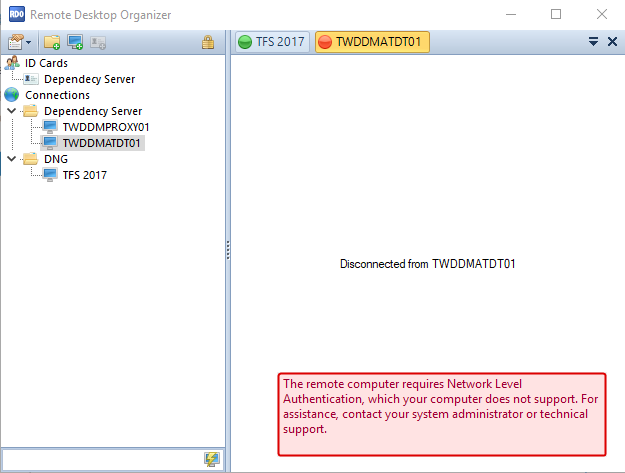 RDO Remote Desktop Organizer
ID Cards
Dependecy Server
Connections
Dependency Server
TWDDMPROXY01
TWDDMATDT01
DNG
TFS 2017
TFS 2017
TWDDMATDT01
Disconnected from TWDDMATDT01
The remote computer requires Network Level
Authentication, which your computer does not support. For
assistance, contact your system administrator or technical
support.